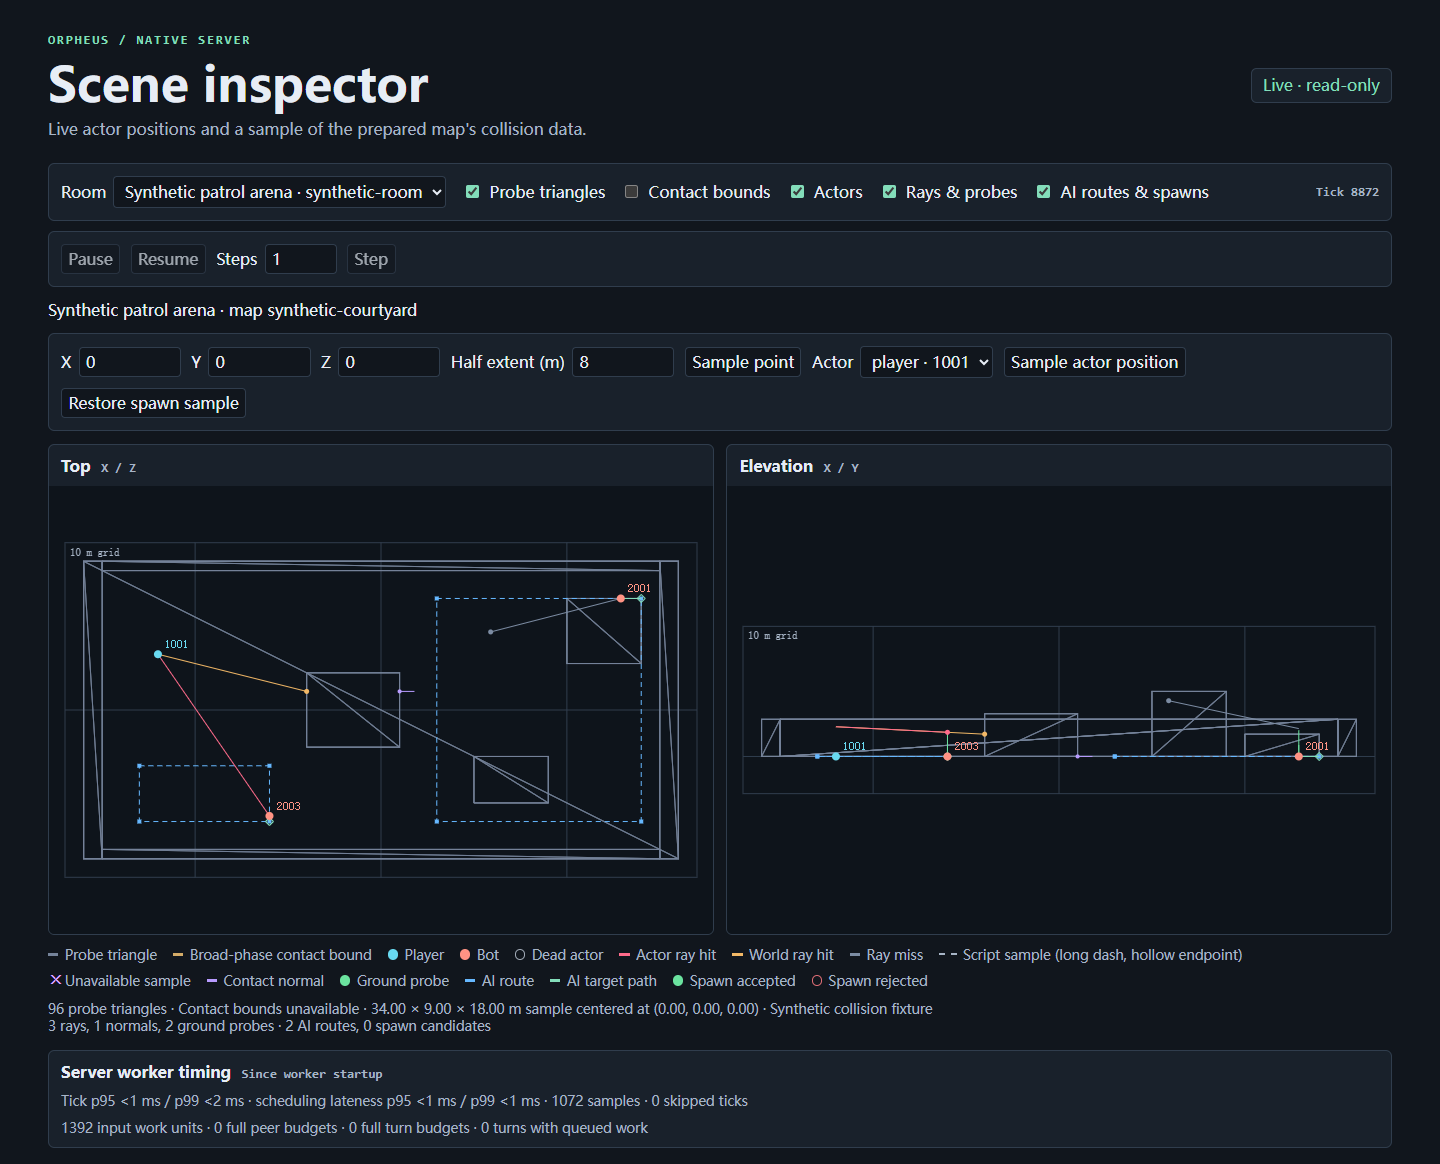 ORPHEUS / NATIVE SERVER
Scene inspector
Live · read-only
Live actor positions and a sample of the prepared map's collision data.
Room Synthetic patrol arena · synthetic-room Probe triangles Contact bounds Actors Rays & probes AI routes & spawns Tick 8872
Pause Resume Steps 1 Step
Synthetic patrol arena · map synthetic-courtyard
X 0 Y 0 Z 0 Half extent (m) 8 Sample point Actor player · 1001 Sample actor position
Restore spawn sample
Top X / Z
10 m grid
2001
1001
2003
Elevation X / Y
10 m grid
1001
2003
2001
Probe triangle Broad-phase contact bound Player Bot Dead actor Actor ray hit World ray hit Ray miss Script sample (long dash, hollow endpoint)
Unavailable sample Contact normal Ground probe AI route AI target path Spawn accepted Spawn rejected
96 probe triangles · Contact bounds unavailable · 34.00 × 9.00 × 18.00 m sample centered at (0.00, 0.00, 0.00) · Synthetic collision fixture
3 rays, 1 normals, 2 ground probes · 2 AI routes, 0 spawn candidates
Server worker timing Since worker startup
Tick p95 <1 ms / p99 <2 ms · scheduling lateness p95 <1 ms / p99 <1 ms · 1072 samples · 0 skipped ticks
1392 input work units · 0 full peer budgets · 0 full turn budgets · 0 turns with queued work